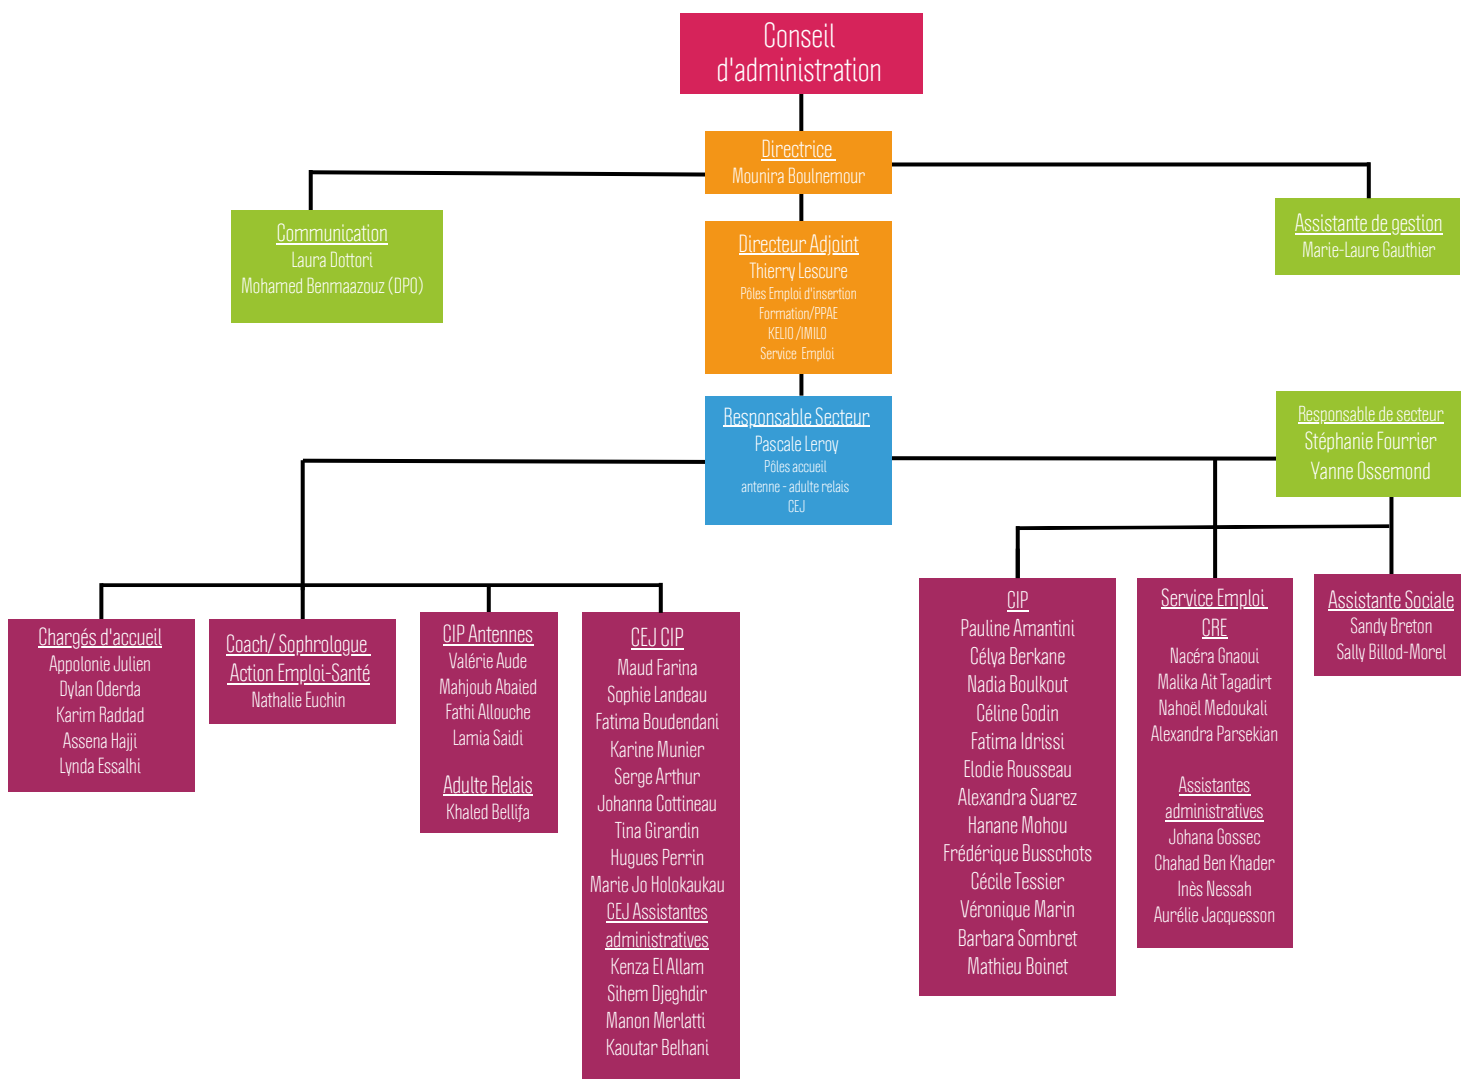 Conseil
d'administration
Directrice
Mounira Boulnemour
Communication
Laura Dottori
Mohamed Benmaazouz (DPO)
Assistante de gestion
Marie-Laure Gauthier
Directeur Adjoint
Thierry Lescure
Pôles Emploi d'insertion
Formation/PPAE
KELIO /IMILO
Service Emploi
Responsable Secteur
Pascale Leroy
Pôles accueil
antenne - adulte relais
CEJ
Responsable de secteur
Stéphanie Fourrier
Yanne Ossemond
Chargés d'accueil
Appolonie Julien
Dylan Oderda
Karim Raddad
Assena Hajji
Lynda Essalhi
Coach/ Sophrologue
Action Emploi-Santé
Nathalie Euchin
CIP Antennes
Valérie Aude
Mahjoub Abaied
Fathi Allouche
Lamia Saidi
Adulte Relais
Khaled Bellifa
CEJ CIP
Maud Farina
Sophie Landeau
Fatima Boudendani
Karine Munier
Serge Arthur
Johanna Cottineau
Tina Girardin
Hugues Perrin
Marie Jo Holokaukau
CEJ Assistantes
administratives
Kenza El Allam
Sihem Djeghdir
Manon Merlatti
Kaoutar Belhani
CIP
Pauline Amantini
Célya Berkane
Nadia Boulkout
Céline Godin
Fatima Idrissi
Elodie Rousseau
Alexandra Suarez
Hanane Mohou
Frédérique Busschots
Cécile Tessier
Véronique Marin
Barbara Sombret
Mathieu Boinet
Service Emploi
CRE
Nacéra Gnaoui
Malika Ait Tagadirt
Nahoël Medoukali
Alexandra Parsekian
Assistantes
administratives
Johana Gossec
Chahad Ben Khader
Inès Nessah
Aurélie Jacquesson
Assistante Sociale
Sandy Breton
Sally Billod-Morel